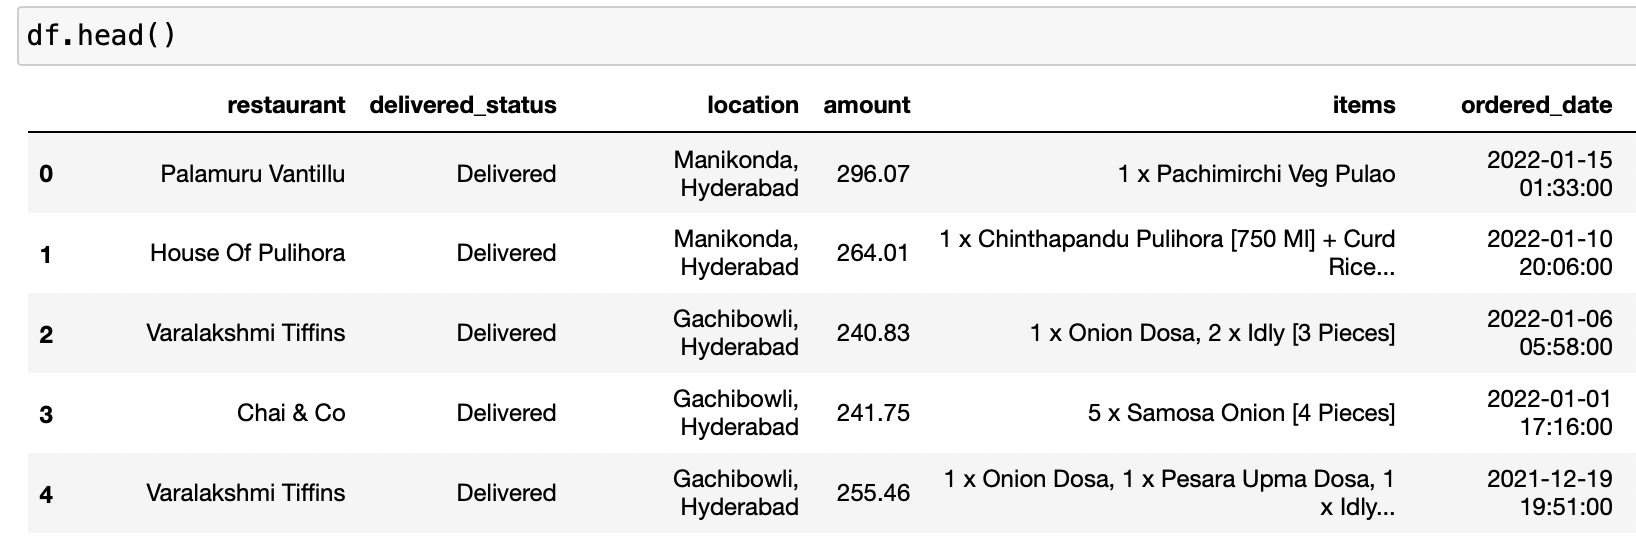 df.head()
restaurant delivered_status location amount items ordered_date
0 Palamuru Vantillu Delivered Manikonda, Hyderabad 296.07 1 x Pachimirchi Veg Pulao 2022-01-15 01:33:00
1 House Of Pulihora Delivered Manikonda, Hyderabad 264.01 1 x Chinthapandu Pulihora [750 Ml] + Curd Rice... 2022-01-10 20:06:00
2 Varalakshmi Tiffins Delivered Gachibowli, Hyderabad 240.83 1 x Onion Dosa, 2 x Idly [3 Pieces] 2022-01-06 05:58:00
3 Chai & Co Delivered Gachibowli, Hyderabad 241.75 5 x Samosa Onion [4 Pieces] 2022-01-01 17:16:00
4 Varalakshmi Tiffins Delivered Gachibowli, Hyderabad 255.46 1 x Onion Dosa, 1 x Pesara Upma Dosa, 1 x Idly... 2021-12-19 19:51:00